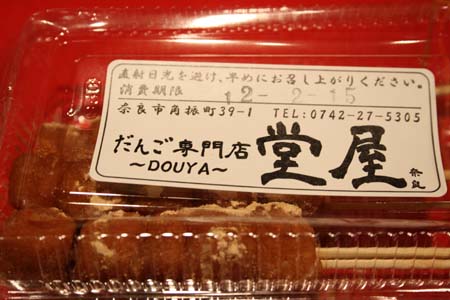 直射日光を避け、早めにお召し上がりください。
消費期限 12-2-15
奈良市角振町39-1 TEL:0742-27-5305
だんご専門店 堂屋 奈良
～DOUYA～